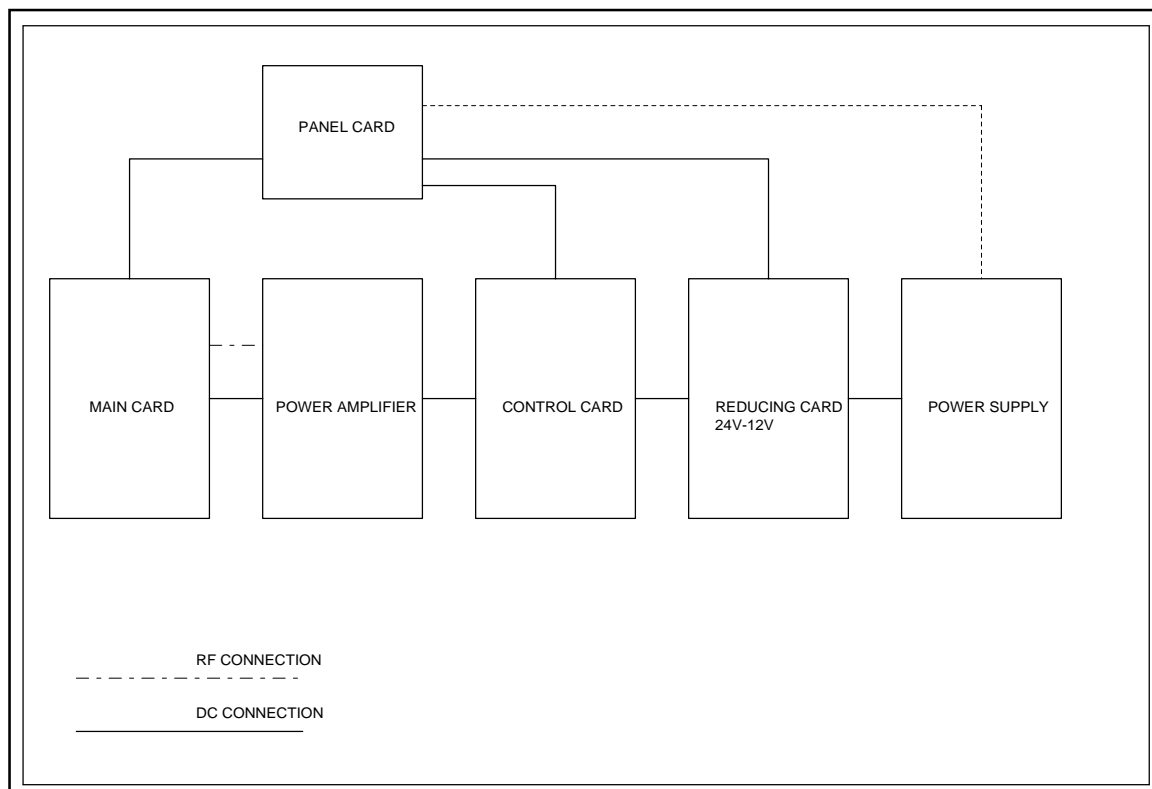 PANEL CARD
MAIN CARD
POWER AMPLIFIER
CONTROL CARD
REDUCING CARD
24V-12V
POWER SUPPLY
RF CONNECTION
DC CONNECTION